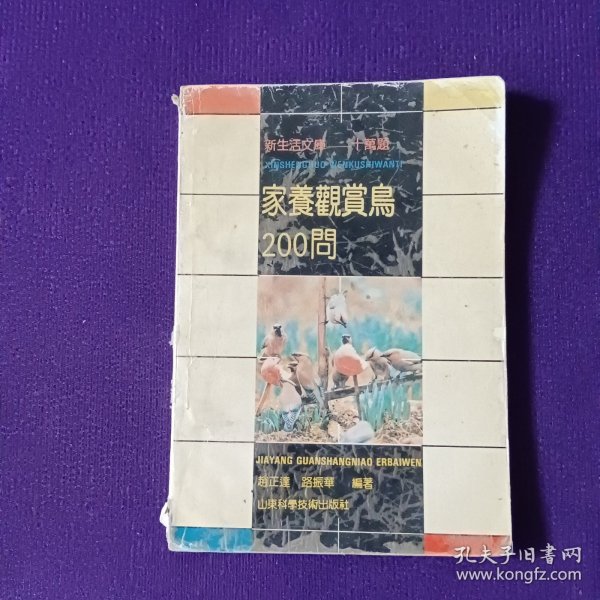 新生活文庫 十萬題
XINSHENGHUO WENKUSHIWANTI
家養觀賞鳥
200問
JIAYANG GUANSHANGNIAO ERBAIWEN
趙正達 路振華 編著
山東科學技術出版社
孔夫子旧书网
www.kongfz.com